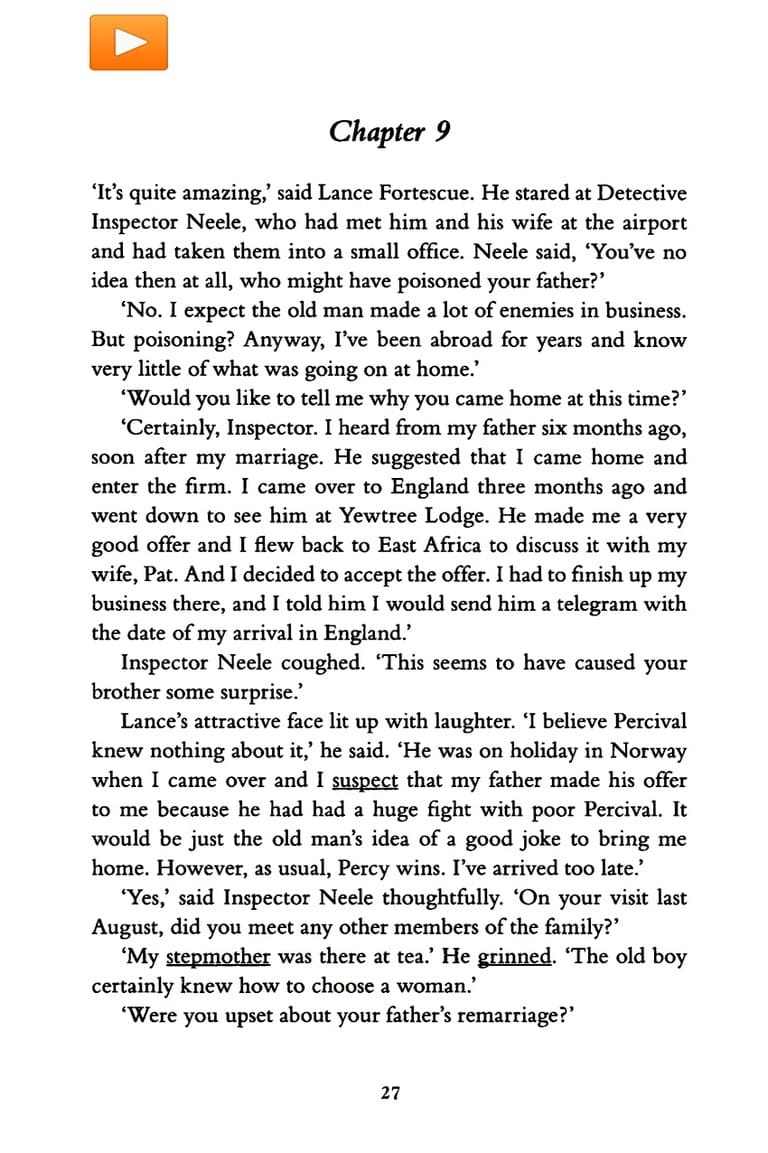 Chapter 9
‘It’s quite amazing,’ said Lance Fortescue. He stared at Detective
Inspector Neele, who had met him and his wife at the airport
and had taken them into a small office. Neele said, ‘You’ve no
idea then at all, who might have poisoned your father?’
‘No. I expect the old man made a lot of enemies in business.
But poisoning? Anyway, I’ve been abroad for years and know
very little of what was going on at home.’
‘Would you like to tell me why you came home at this time?’
‘Certainly, Inspector. I heard from my father six months ago,
soon after my marriage. He suggested that I came home and
enter the firm. I came over to England three months ago and
went down to see him at Yewtree Lodge. He made me a very
good offer and I flew back to East Africa to discuss it with my
wife, Pat. And I decided to accept the offer. I had to finish up my
business there, and I told him I would send him a telegram with
the date of my arrival in England.’
Inspector Neele coughed. ‘This seems to have caused your
brother some surprise.’
Lance’s attractive face lit up with laughter. ‘I believe Percival
knew nothing about it,’ he said. ‘He was on holiday in Norway
when I came over and I suspect that my father made his offer
to me because he had had a huge fight with poor Percival. It
would be just the old man’s idea of a good joke to bring me
home. However, as usual, Percy wins. I’ve arrived too late.’
‘Yes,’ said Inspector Neele thoughtfully. ‘On your visit last
August, did you meet any other members of the family?’
‘My stepmother was there at tea.’ He grinned. ‘The old boy
certainly knew how to choose a woman.’
‘Were you upset about your father’s remarriage?’
27